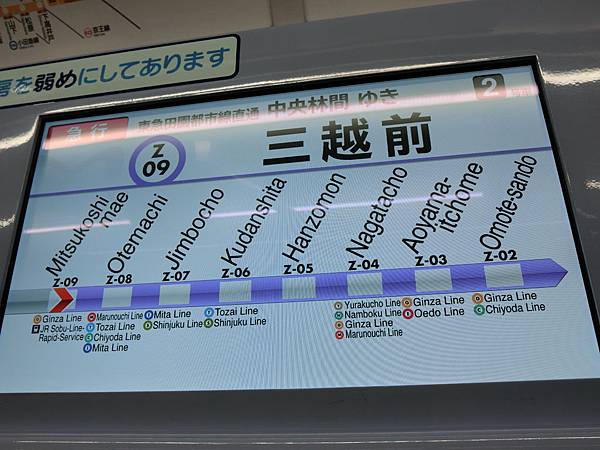 房を弱めにしてあります
急行
東急田園都市線直通 中央林間 ゆき
2
Z
09
三越前
Mitsukoshi
mae
Otemachi
Jimbocho
Kudanshita
Hanzomon
Nagatacho
Aoyama-
itchome
Omote-sando
Z-09
Z-08
Z-07
Z-06
Z-05
Z-04
Z-03
Z-02
Ginza Line
JR Sobu-Line-
Rapid-Service
Marunouchi Line
Tozai Line
Chiyoda Line
Mita Line
Mita Line
Shinjuku Line
Tozai Line
Shinjuku Line
Yurakucho Line
Namboku Line
Ginza Line
Marunouchi Line
Ginza Line
Oedo Line
Ginza Line
Chiyoda Line